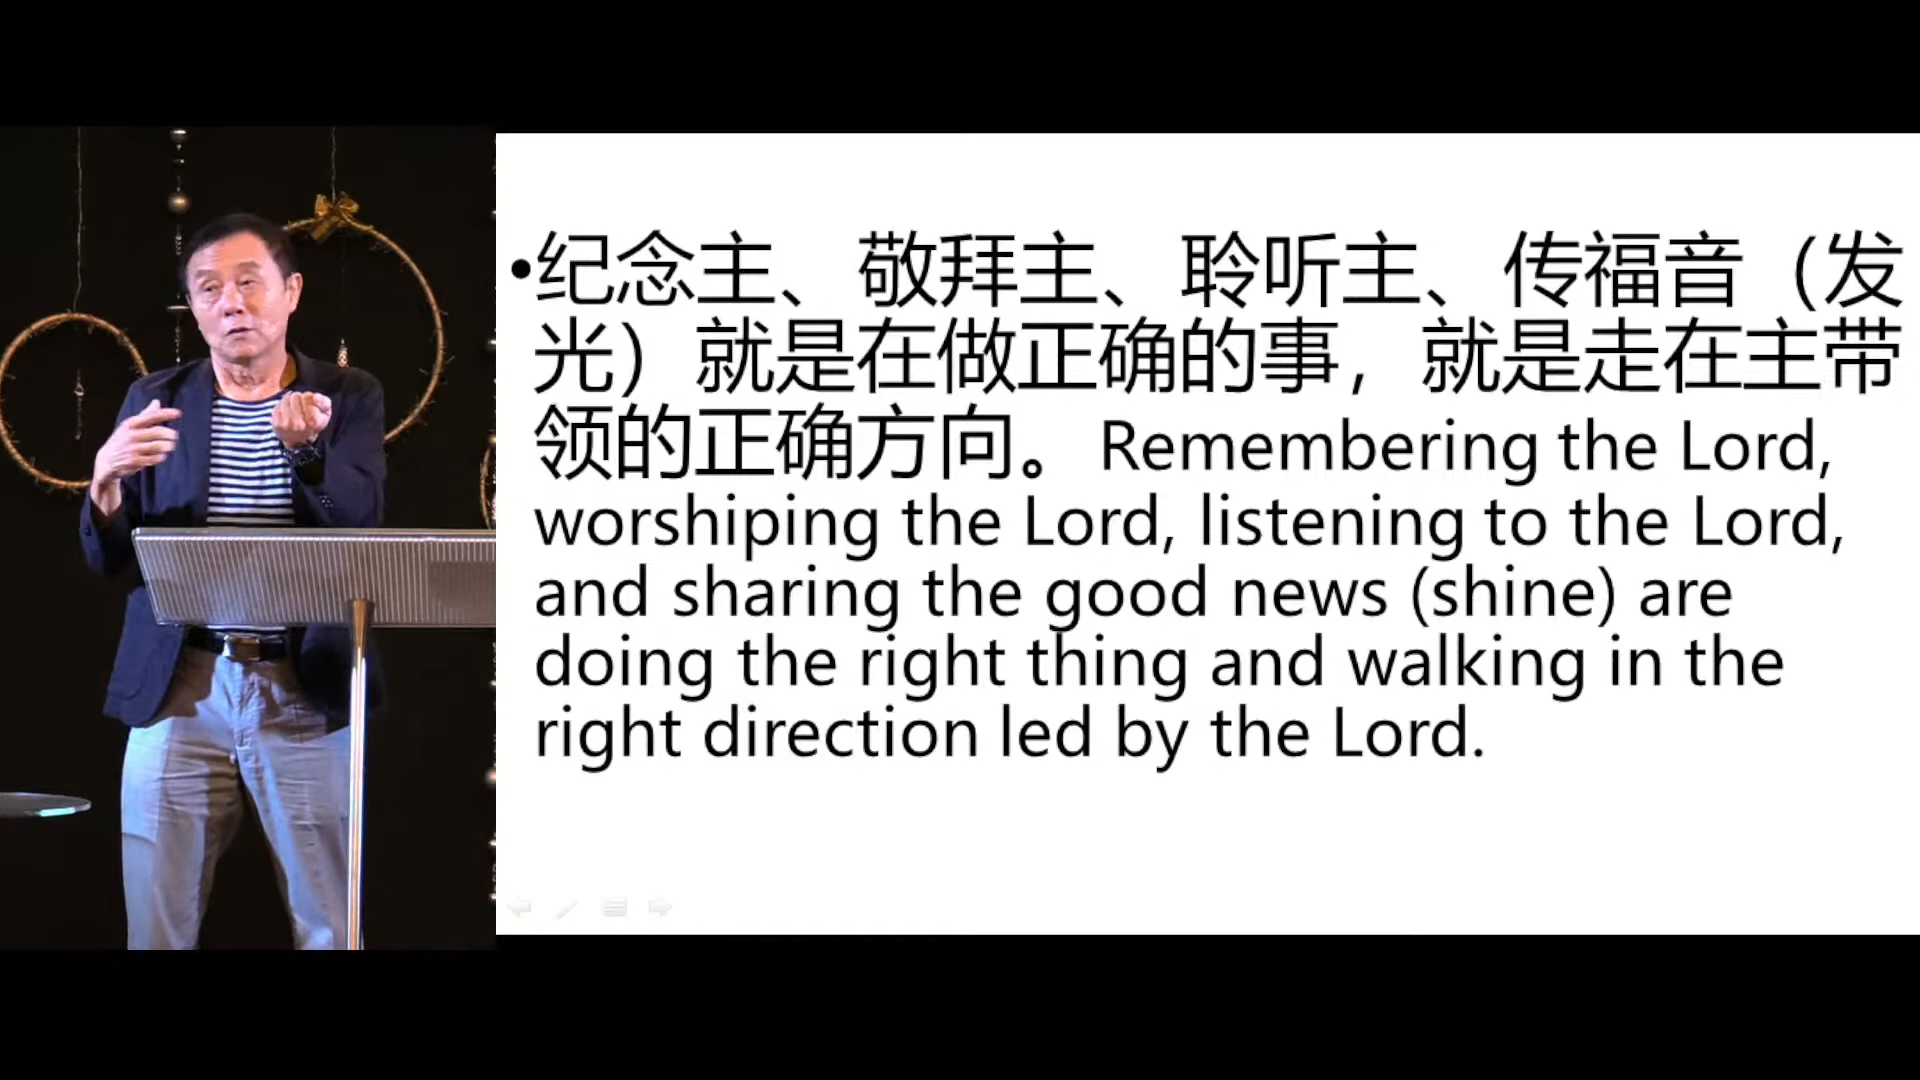 •纪念主、敬拜主、聆听主、传福音（发
光）就是在做正确的事，就是走在主带
领的正确方向。Remembering the Lord,
worshiping the Lord, listening to the Lord,
and sharing the good news (shine) are
doing the right thing and walking in the
right direction led by the Lord.